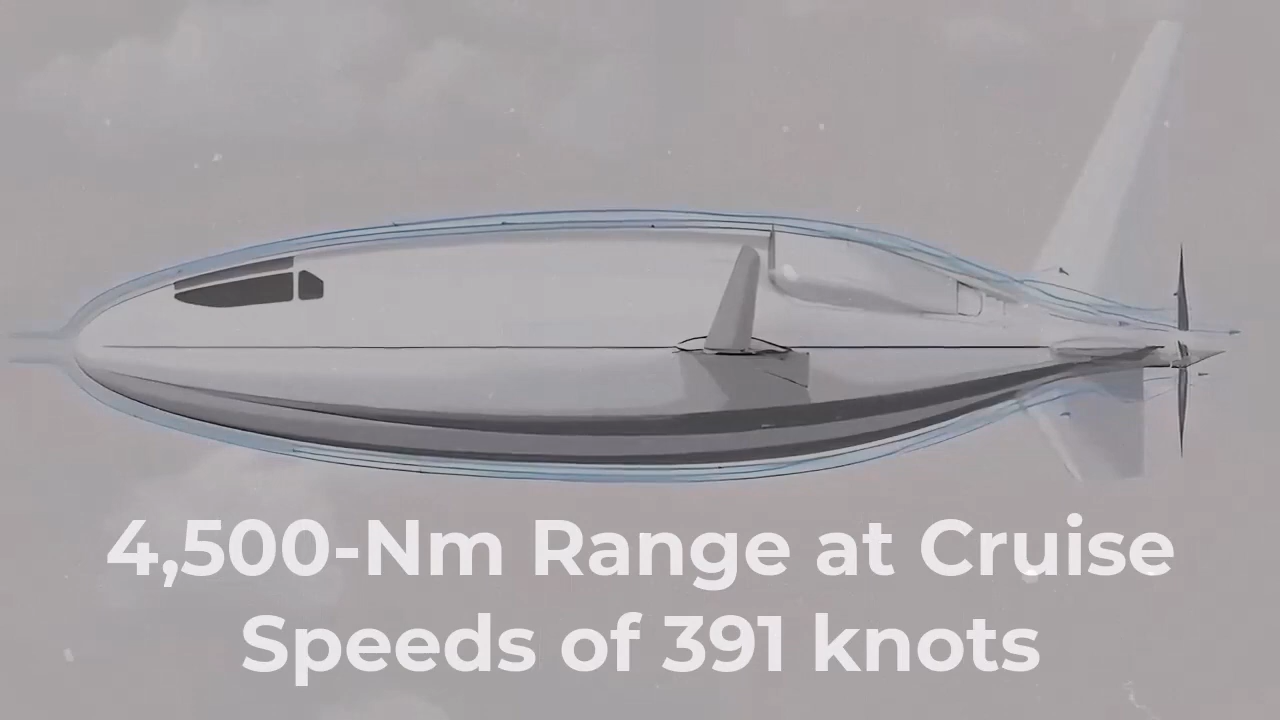 4,500-Nm Range at Cruise
Speeds of 391 knots